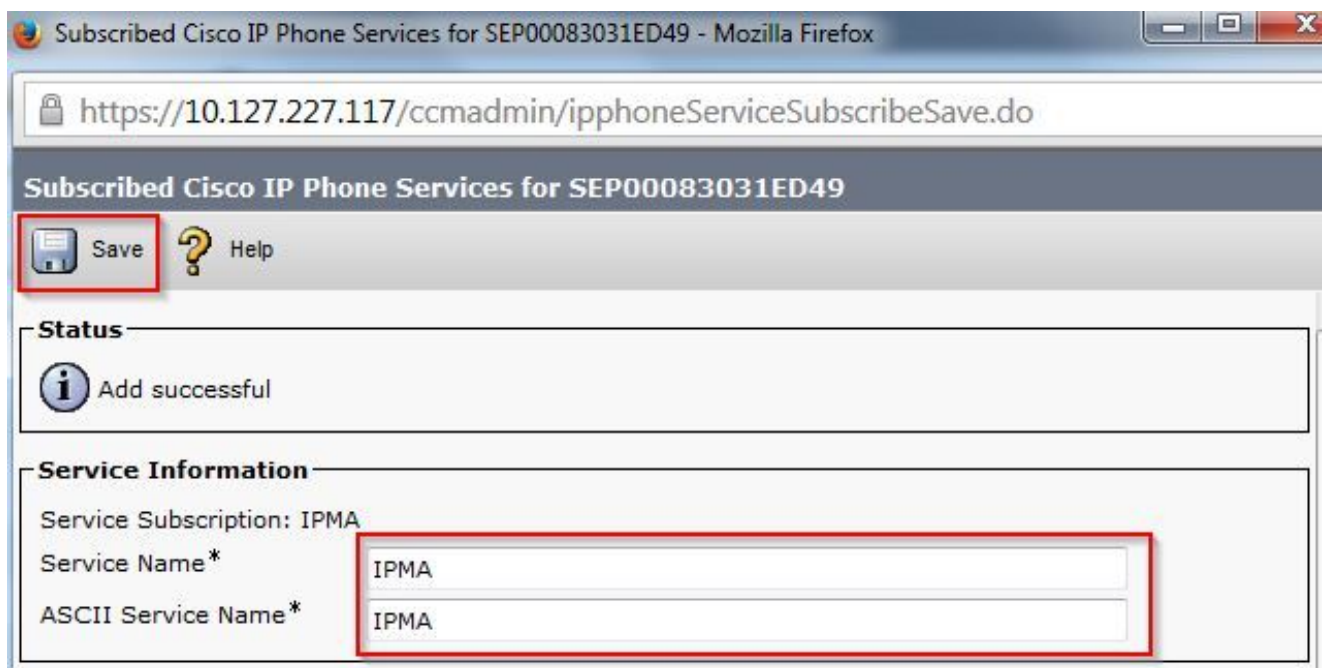 Subscribed Cisco IP Phone Services for SEP00083031ED49 - Mozilla Firefox
https://10.127.227.117/ccmadmin/ipphoneServiceSubscribeSave.do
Subscribed Cisco IP Phone Services for SEP00083031ED49
Save Help
Status
Add successful
Service Information
Service Subscription: IPMA
Service Name* IPMA
ASCII Service Name* IPMA